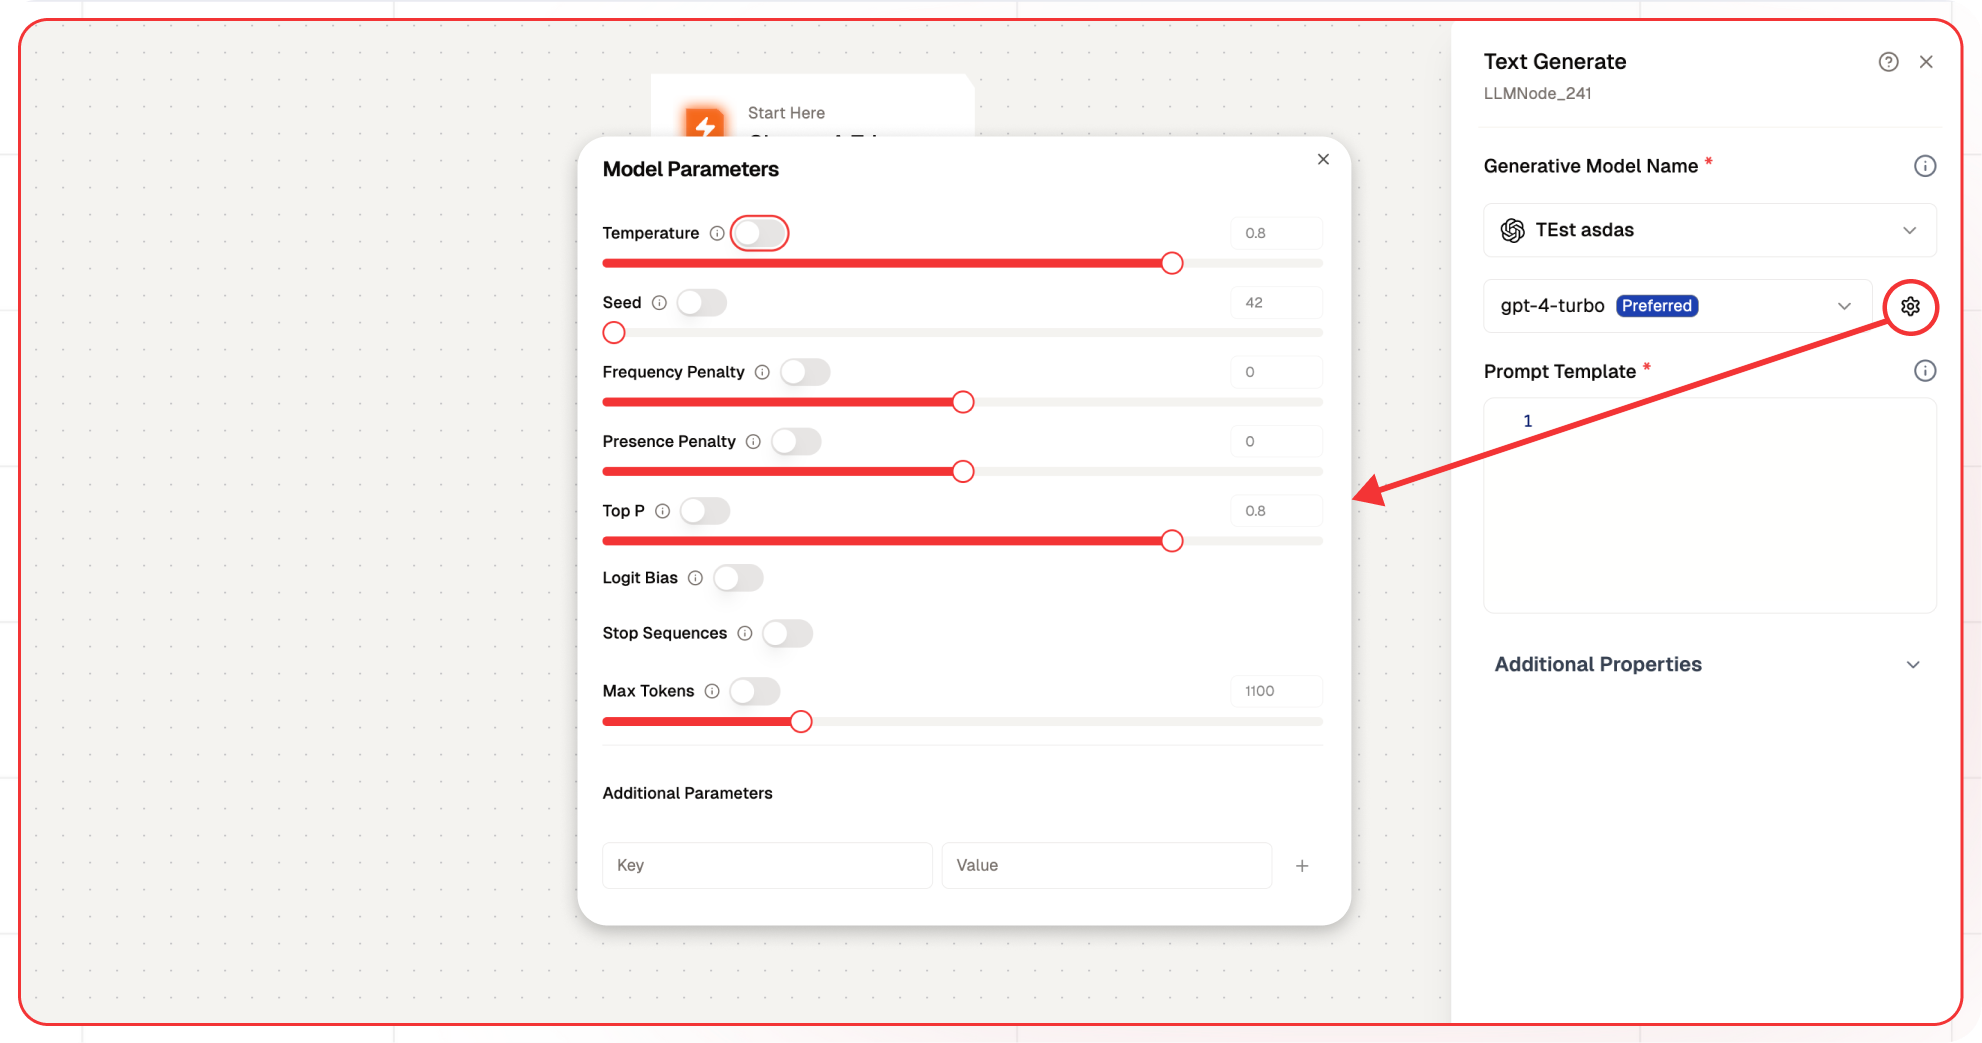 Start Here
Model Parameters
Temperature
0.8
Seed
42
Frequency Penalty
0
Presence Penalty
0
Top P
0.8
Logit Bias
Stop Sequences
Max Tokens
1100
Additional Parameters
Key Value
Text Generate
LLMNode_241
Generative Model Name *
TEst asdas
gpt-4-turbo Preferred
Prompt Template *
1
Additional Properties